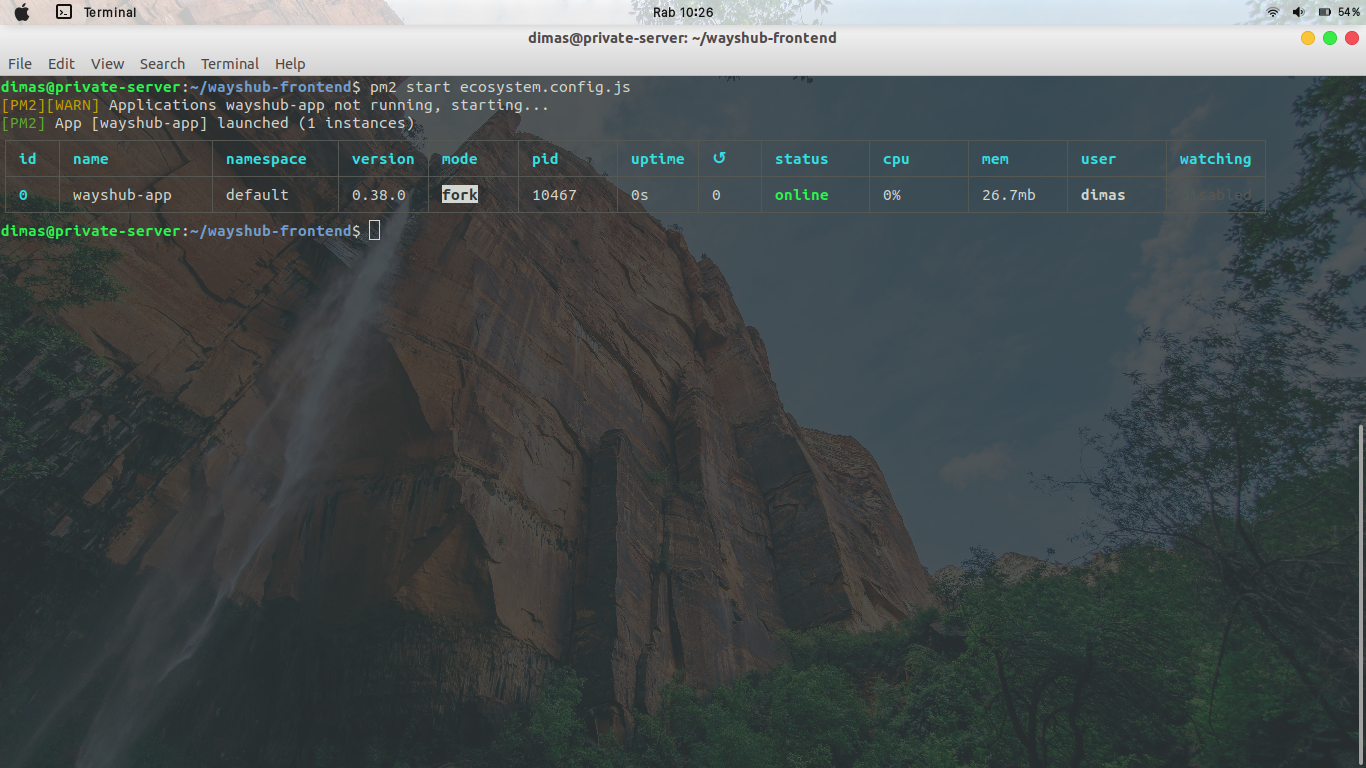 Terminal
Rab 10:26
54%
dimas@private-server: ~/wayshub-frontend
File Edit View Search Terminal Help
dimas@private-server:~/wayshub-frontend$ pm2 start ecosystem.config.js
[PM2][WARN] Applications wayshub-app not running, starting...
[PM2] App [wayshub-app] launched (1 instances)
id name namespace version mode pid uptime ↺ status cpu mem user watching
0 wayshub-app default 0.38.0 fork 10467 0s 0 online 0% 26.7mb dimas disabled
dimas@private-server:~/wayshub-frontend$